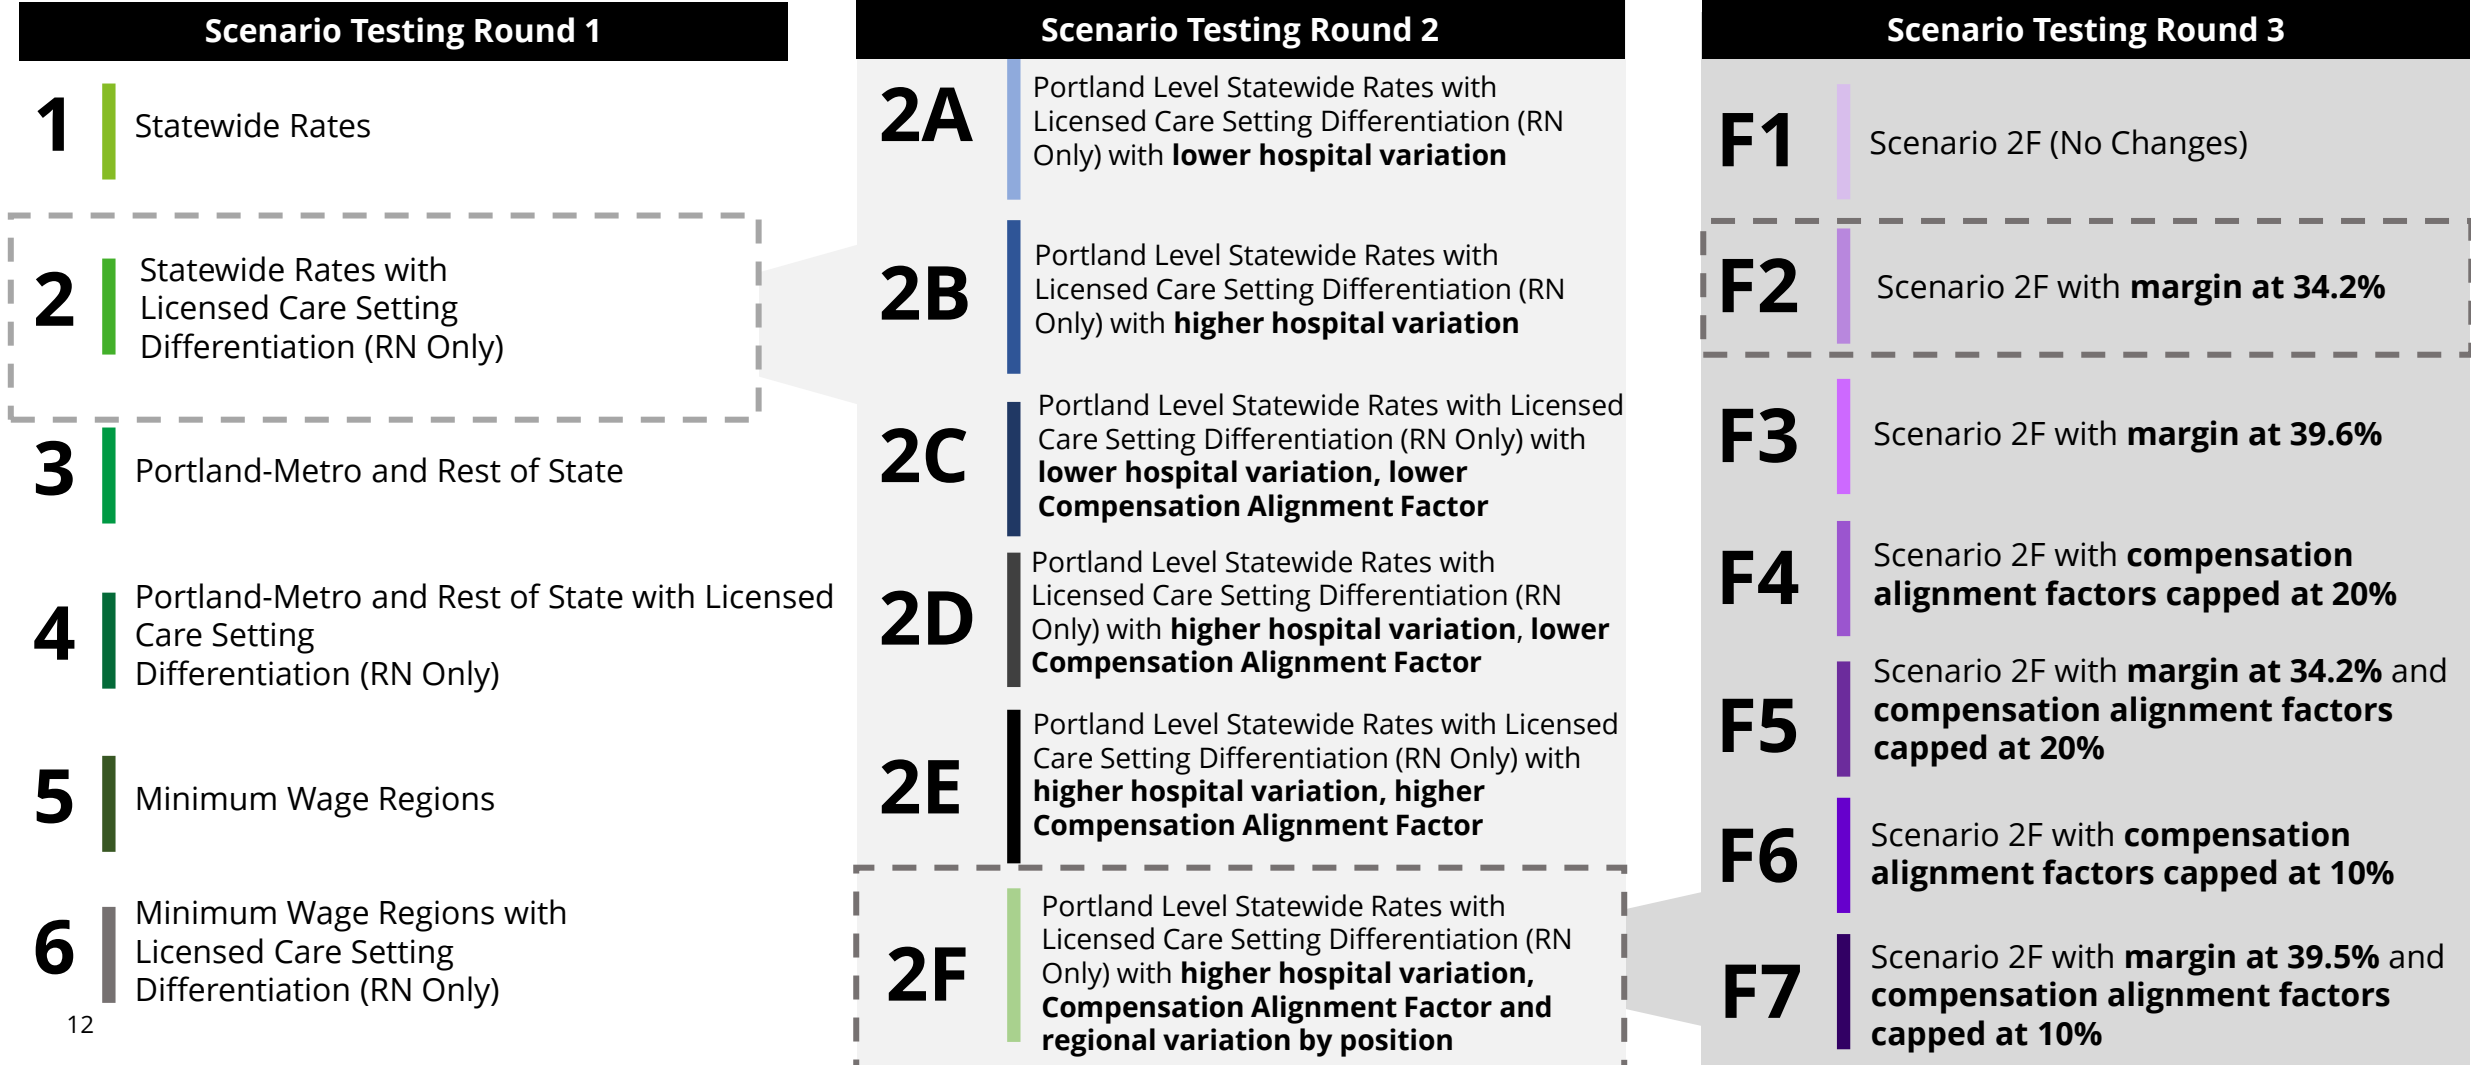 Scenario Testing Round 1
1
Statewide Rates
2
Statewide Rates with
Licensed Care Setting
Differentiation (RN Only)
3
Portland-Metro and Rest of State
4
Portland-Metro and Rest of State with Licensed
Care Setting
Differentiation (RN Only)
5
Minimum Wage Regions
6
Minimum Wage Regions with
Licensed Care Setting
Differentiation (RN Only)
12
Scenario Testing Round 2
2A
Portland Level Statewide Rates with
Licensed Care Setting Differentiation (RN
Only) with lower hospital variation
2B
Portland Level Statewide Rates with
Licensed Care Setting Differentiation (RN
Only) with higher hospital variation
2C
Portland Level Statewide Rates with Licensed
Care Setting Differentiation (RN Only) with
lower hospital variation, lower
Compensation Alignment Factor
2D
Portland Level Statewide Rates with
Licensed Care Setting Differentiation (RN
Only) with higher hospital variation, lower
Compensation Alignment Factor
2E
Portland Level Statewide Rates with Licensed
Care Setting Differentiation (RN Only) with
higher hospital variation, higher
Compensation Alignment Factor
2F
Portland Level Statewide Rates with
Licensed Care Setting Differentiation (RN
Only) with higher hospital variation,
Compensation Alignment Factor and
regional variation by position
Scenario Testing Round 3
F1
Scenario 2F (No Changes)
F2
Scenario 2F with margin at 34.2%
F3
Scenario 2F with margin at 39.6%
F4
Scenario 2F with compensation
alignment factors capped at 20%
F5
Scenario 2F with margin at 34.2% and
compensation alignment factors
capped at 20%
F6
Scenario 2F with compensation
alignment factors capped at 10%
F7
Scenario 2F with margin at 39.5% and
compensation alignment factors
capped at 10%